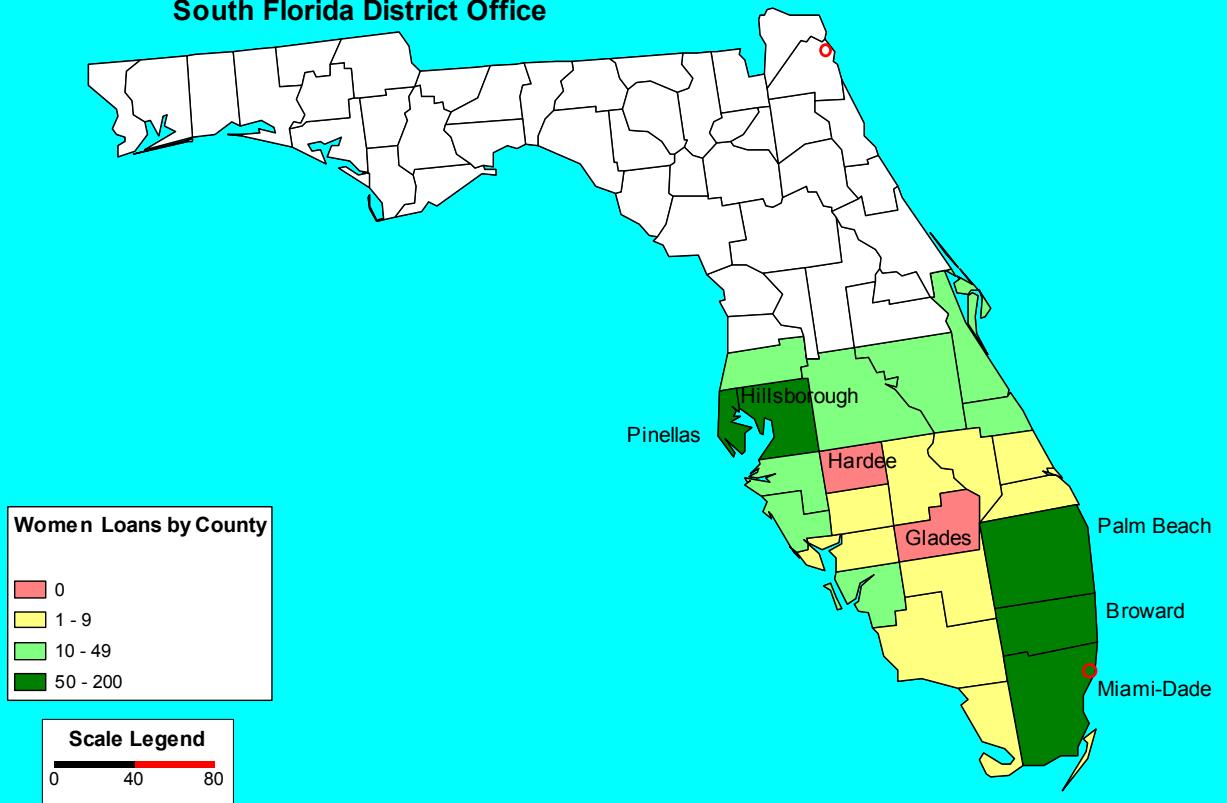 South Florida District Office
Hillsborough
Pinellas
Hardee
Glades
Palm Beach
Broward
Miami-Dade
Women Loans by County
0
1 - 9
10 - 49
50 - 200
Scale Legend
0 40 80